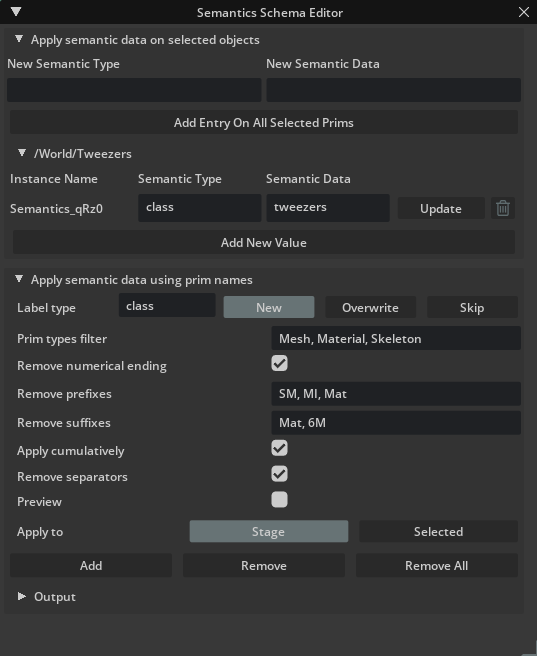 Semantics Schema Editor
Apply semantic data on selected objects
New Semantic Type New Semantic Data
Add Entry On All Selected Prims
/World/Tweezers
Instance Name Semantic Type Semantic Data
Semantics_qRz0 class tweezers Update
Add New Value
Apply semantic data using prim names
Label type class New Overwrite Skip
Prim types filter Mesh, Material, Skeleton
Remove numerical ending
Remove prefixes SM, MI, Mat
Remove suffixes Mat, 6M
Apply cumulatively
Remove separators
Preview
Apply to Stage Selected
Add Remove Remove All
Output